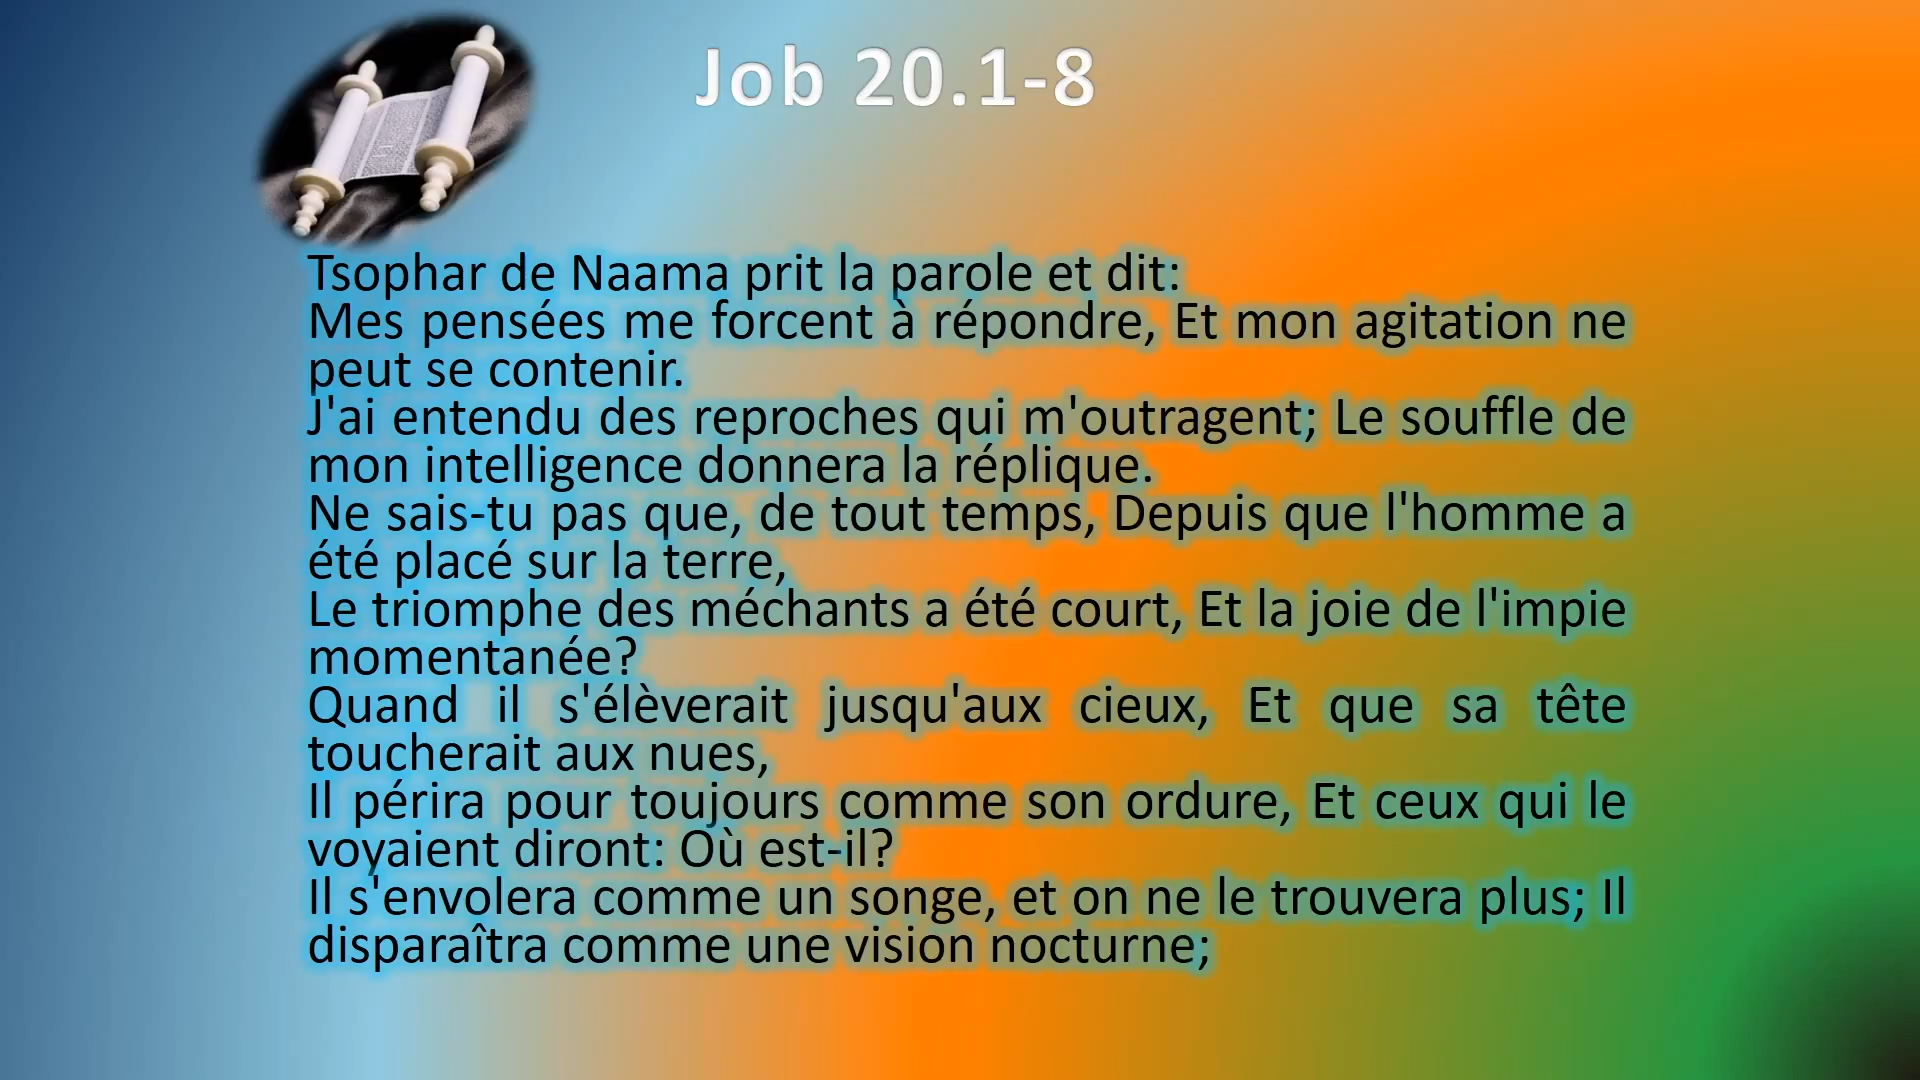 Job 20.1-8
Tsophar de Naama prit la parole et dit:
Mes pensées me forcent à répondre, Et mon agitation ne
peut se contenir.
J'ai entendu des reproches qui m'outragent; Le souffle de
mon intelligence donnera la réplique.
Ne sais-tu pas que, de tout temps, Depuis que l'homme a
été placé sur la terre,
Le triomphe des méchants a été court, Et la joie de l'impie
momentanée?
Quand il s'élèverait jusqu'aux cieux, Et que sa tête
toucherait aux nues,
Il périra pour toujours comme son ordure, Et ceux qui le
voyaient diront: Où est-il?
Il s'envolera comme un songe, et on ne le trouvera plus; Il
disparaîtra comme une vision nocturne;